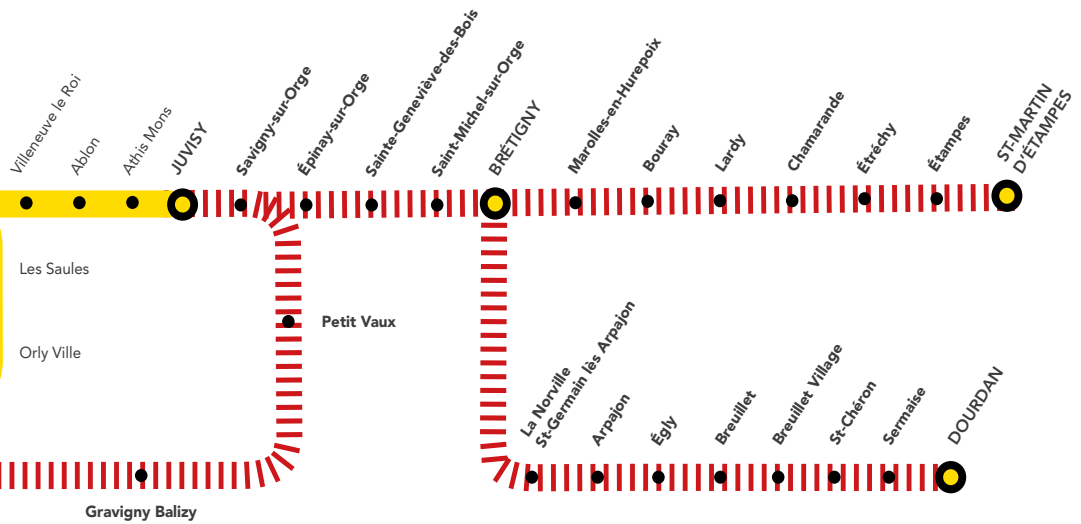 Villeneuve le Roi
Ablon
Athis Mons
JUVISY
Savigny-sur-Orge
Épinay-sur-Orge
Sainte-Geneviève-des-Bois
Saint-Michel-sur-Orge
BRÉTIGNY
Marolles-en-Hurepoix
Bouray
Lardy
Chamarande
Étréchy
Étampes
ST-MARTIN
D'ÉTAMPES
Les Saules
Orly Ville
Petit Vaux
La Norville
St-Germain lès Arpajon
Arpajon
Égly
Breuillet
Breuillet Village
St-Chéron
Sermaise
DOURDAN
Gravigny Balizy